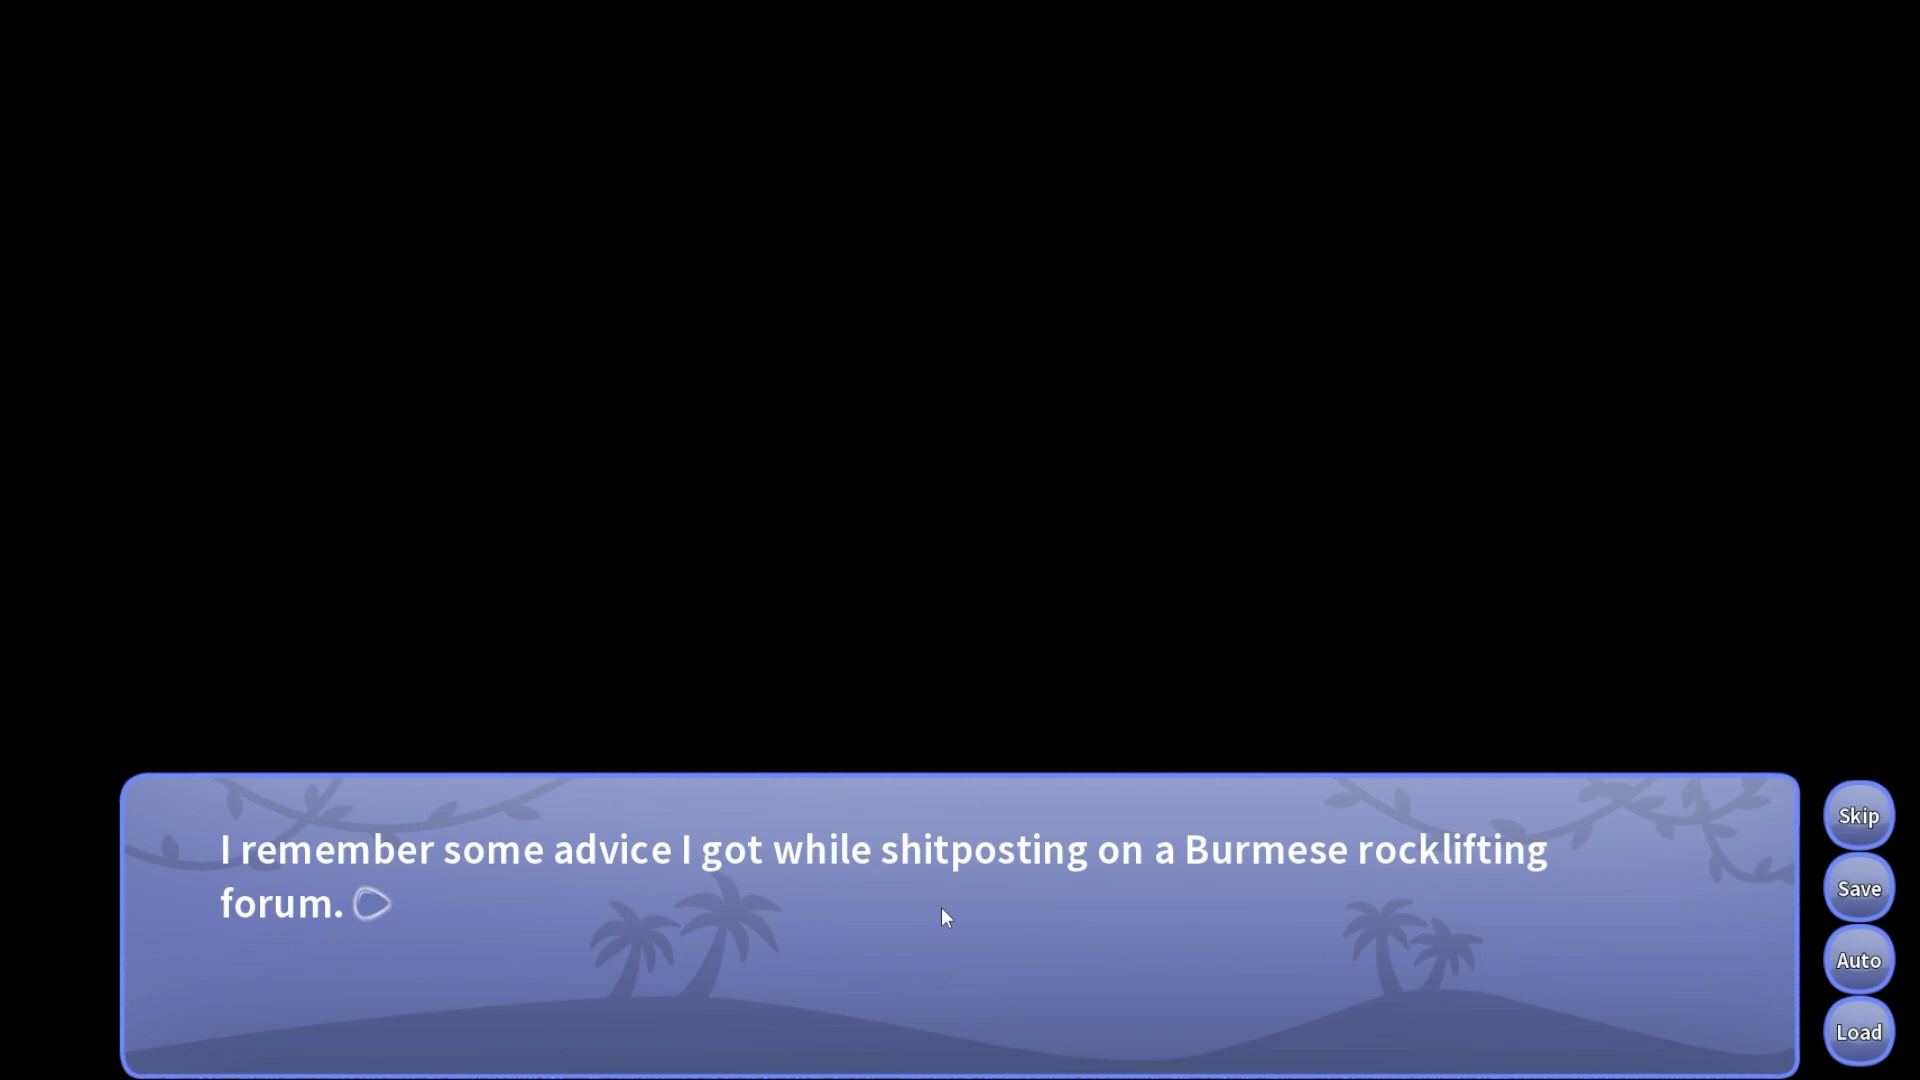 I remember some advice I got while shitposting on a Burmese rocklifting
forum.
Skip
Save
Auto
Load